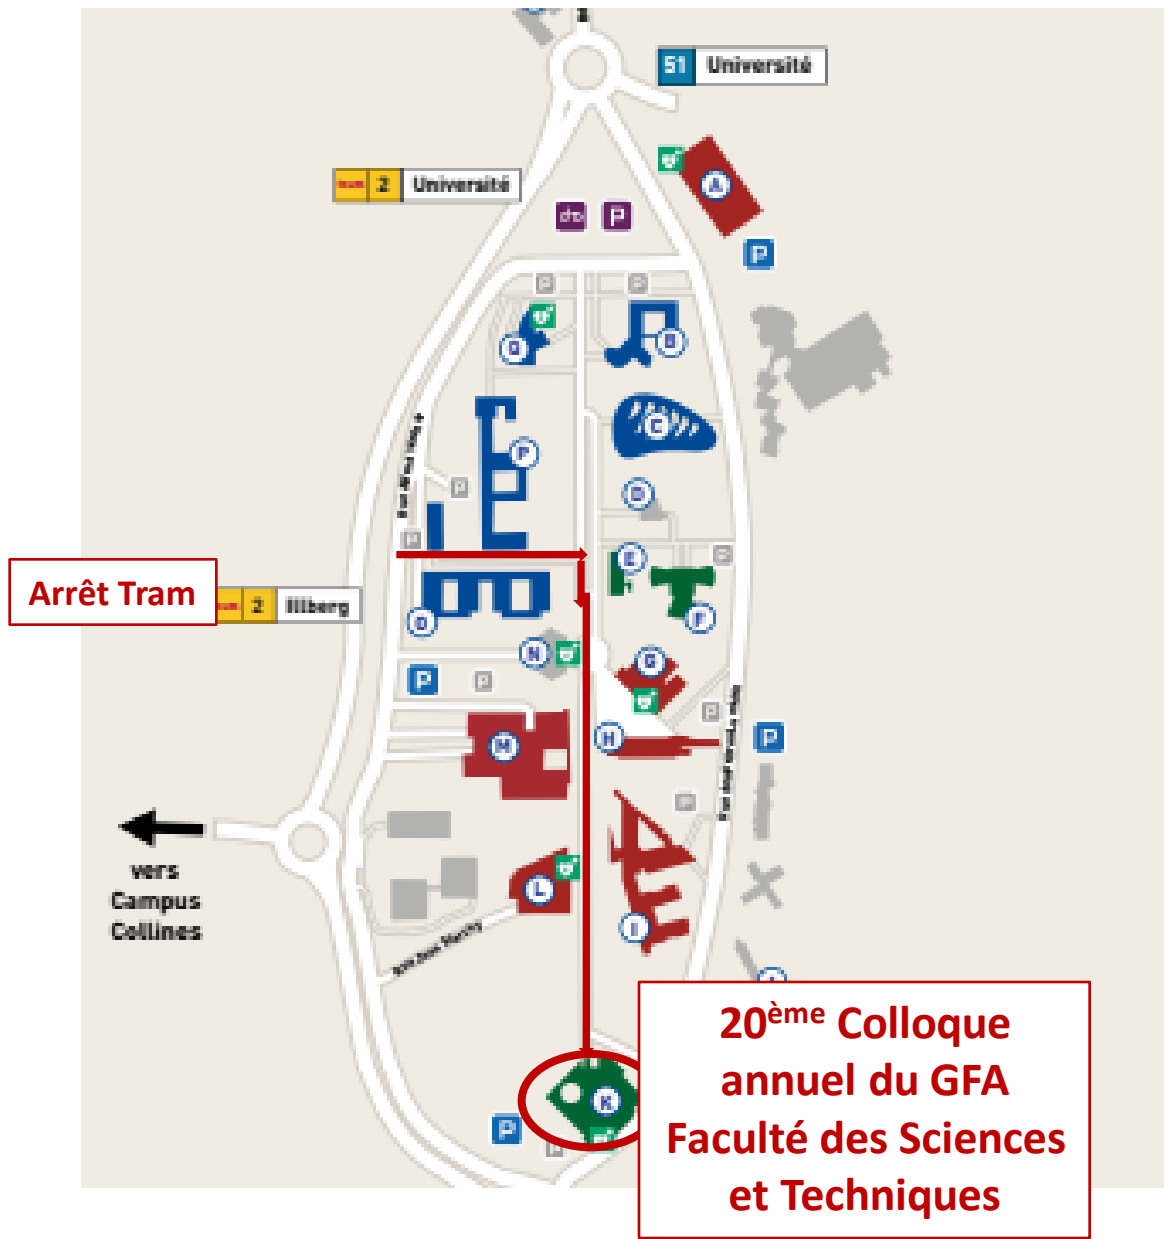 51 Université
2 Université
A
P
P
P
P
Q
B
C
P
P
D
P
E
P
Arrêt Tram
2 Illberg
O
F
N
G
P
P
P
M
H
P
P
vers
Campus
Collines
L
I
20ème Colloque
annuel du GFA
Faculté des Sciences
et Techniques
K
P
P